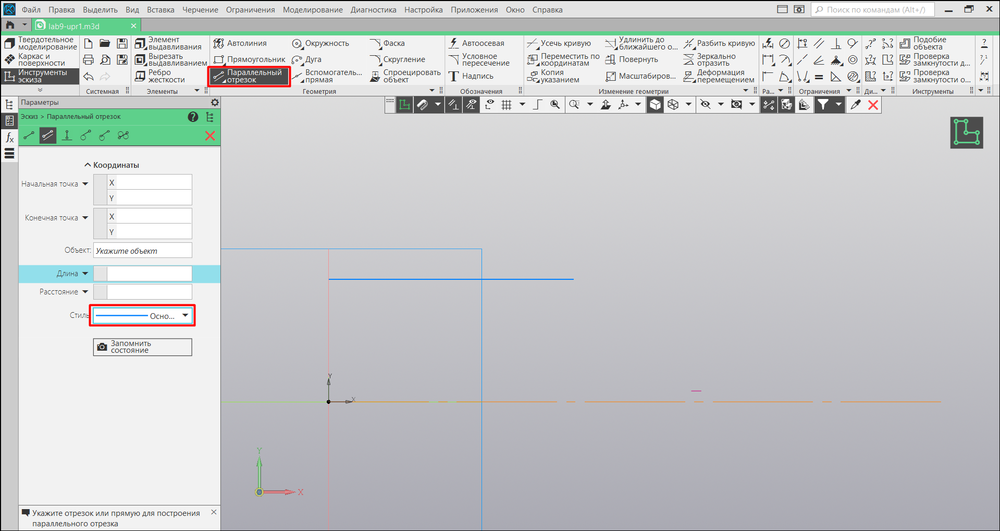 Файл Правка Выделить Вид Вставка Черчение Ограничения Моделирование Диагностика Настройка Приложения Окно Справка Поиск по командам (Alt+/)
lab9-upr1.m3d
Твердотельное моделирование
Каркас и поверхности
Инструменты эскиза
Системная
Элемент выдавливания
Вырезать выдавливанием
Ребро жесткости
Элементы
Автолиния Окружность Фаска
Прямоугольник Дуга Скругление
Параллельный отрезок
Вспомогатель... прямая
Спроецировать объект
Геометрия
Автоосевая
Условное пересечение
Надпись
Обозначения
Усечь кривую
Удлинить до ближайшего о...
Разбить кривую
Переместить по координатам
Повернуть
Зеркально отразить
Копия указанием
Масштабиров...
Деформация перемещением
Изменение геометрии
Ра...
Ограничения
Ди...
Подобие объекта
Проверка замкнутости д...
Проверка замкнутости о...
Инструменты
Параметры
Эскиз > Параллельный отрезок
Координаты
Начальная точка X
Y
Конечная точка X
Y
Объект: Укажите объект
Длина
Расстояние
Стиль Осно...
Запомнить
состояние
Y
X
Y
X
Укажите отрезок или прямую для построения
параллельного отрезка